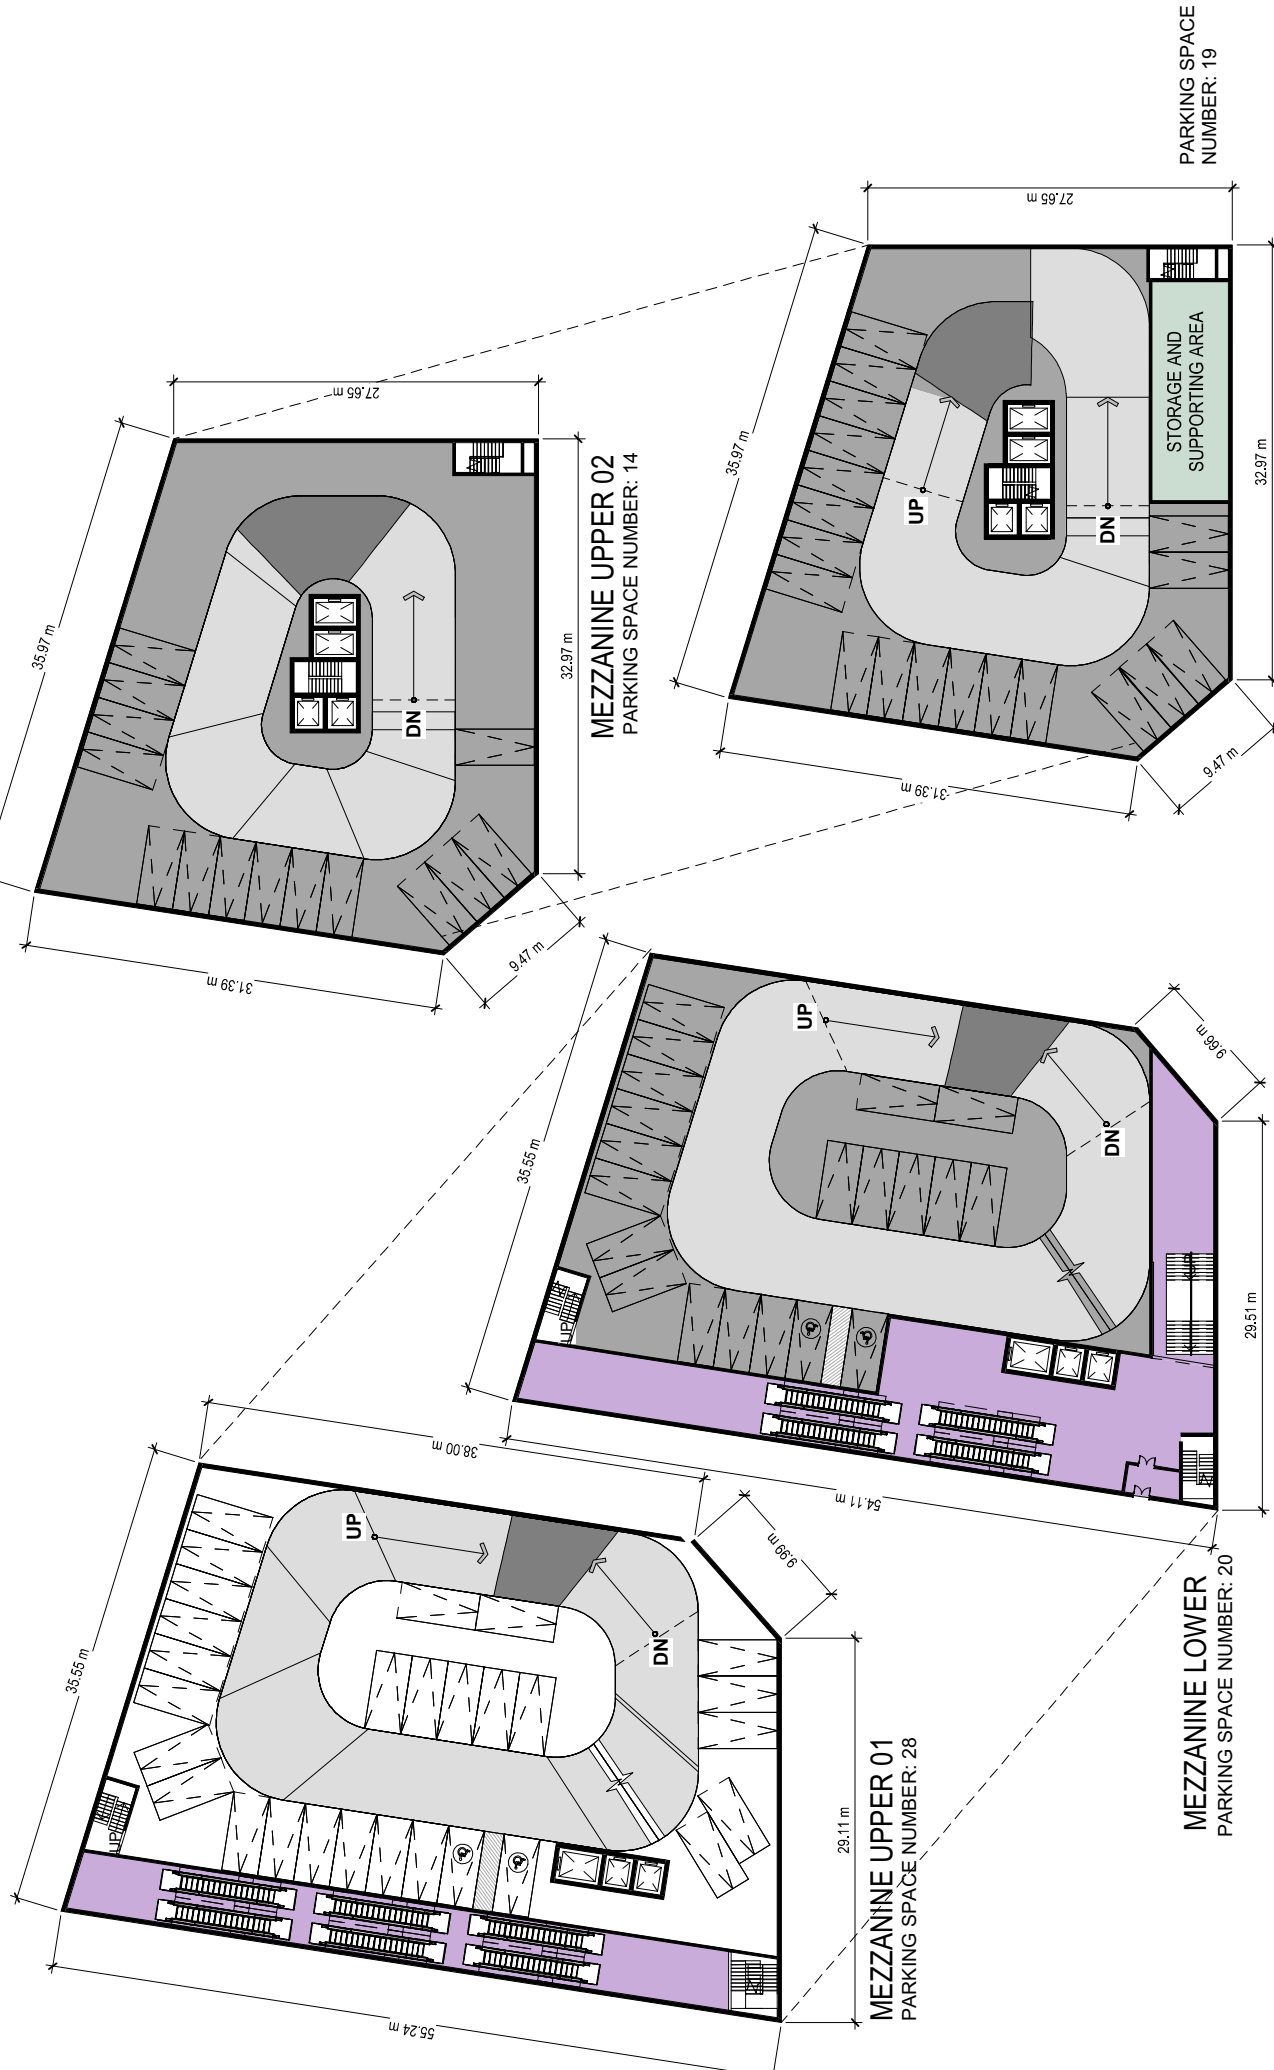 PARKING SPACE
NUMBER: 19
27.65 m
35.97 m
UP
DN
STORAGE AND
SUPPORTING AREA
32.97 m
31.39 m
9.47 m
27.65 m
35.97 m
DN
32.97 m
31.39 m
9.47 m
MEZZANINE UPPER 02
PARKING SPACE NUMBER: 14
35.55 m
UP
DN
UP
UP
9.66 m
29.51 m
54.11 m
MEZZANINE LOWER
PARKING SPACE NUMBER: 20
35.55 m
38.00 m
UP
DN
UP
9.99 m
29.11 m
55.24 m
MEZZANINE UPPER 01
PARKING SPACE NUMBER: 28